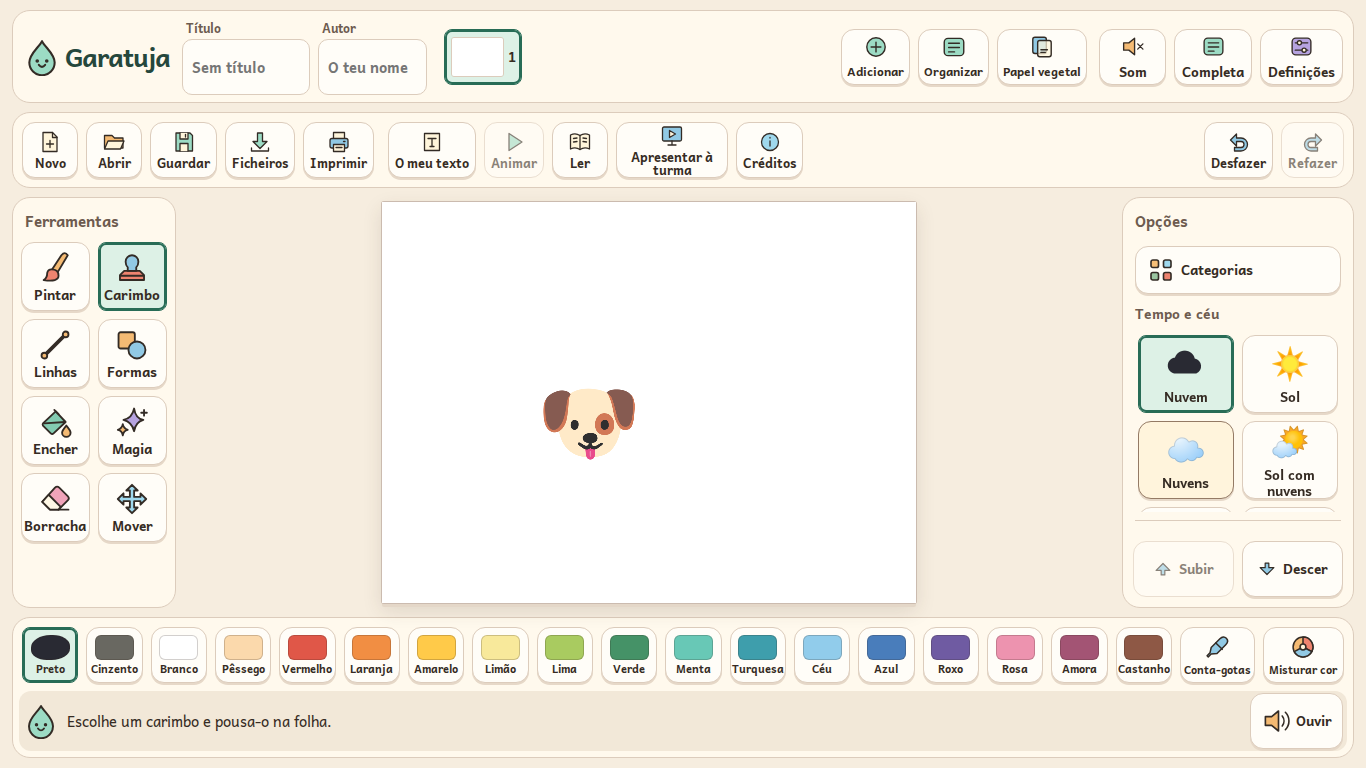 Garatuja
Título
Sem título
Autor
O teu nome
1
Adicionar
Organizar
Papel vegetal
Som
Completa
Definições
Novo
Abrir
Guardar
Ficheiros
Imprimir
O meu texto
Animar
Ler
Apresentar à
turma
Créditos
Desfazer
Refazer
Ferramentas
Pintar
Carimbo
Linhas
Formas
Encher
Magia
Borracha
Mover
Opções
Categorias
Tempo e céu
Nuvem
Sol
Nuvens
Sol com
nuvens
Subir
Descer
Preto
Cinzento
Branco
Pêssego
Vermelho
Laranja
Amarelo
Limão
Lima
Verde
Menta
Turquesa
Céu
Azul
Roxo
Rosa
Amora
Castanho
Conta-gotas
Misturar cor
Escolhe um carimbo e pousa-o na folha.
Ouvir